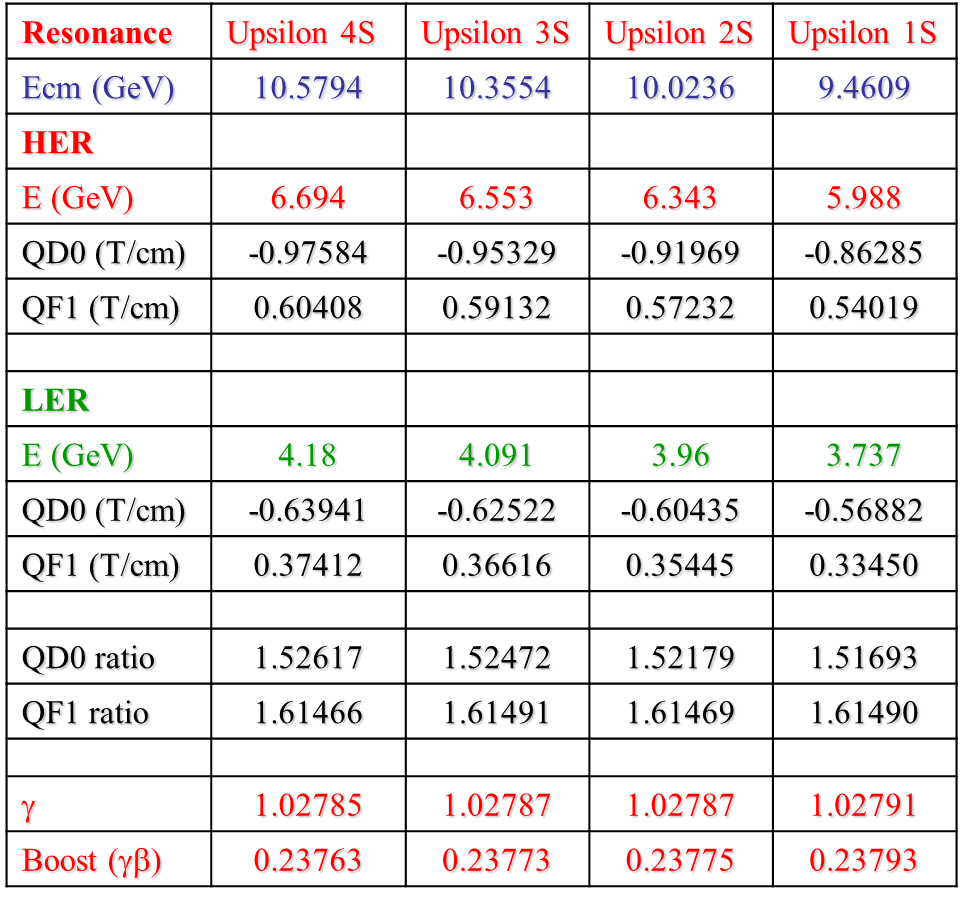 Resonance Upsilon 4S Upsilon 3S Upsilon 2S Upsilon 1S
Ecm (GeV) 10.5794 10.3554 10.0236 9.4609
HER
E (GeV) 6.694 6.553 6.343 5.988
QD0 (T/cm) -0.97584 -0.95329 -0.91969 -0.86285
QF1 (T/cm) 0.60408 0.59132 0.57232 0.54019
LER
E (GeV) 4.18 4.091 3.96 3.737
QD0 (T/cm) -0.63941 -0.62522 -0.60435 -0.56882
QF1 (T/cm) 0.37412 0.36616 0.35445 0.33450
QD0 ratio 1.52617 1.52472 1.52179 1.51693
QF1 ratio 1.61466 1.61491 1.61469 1.61490
γ 1.02785 1.02787 1.02787 1.02791
Boost (γβ) 0.23763 0.23773 0.23775 0.23793